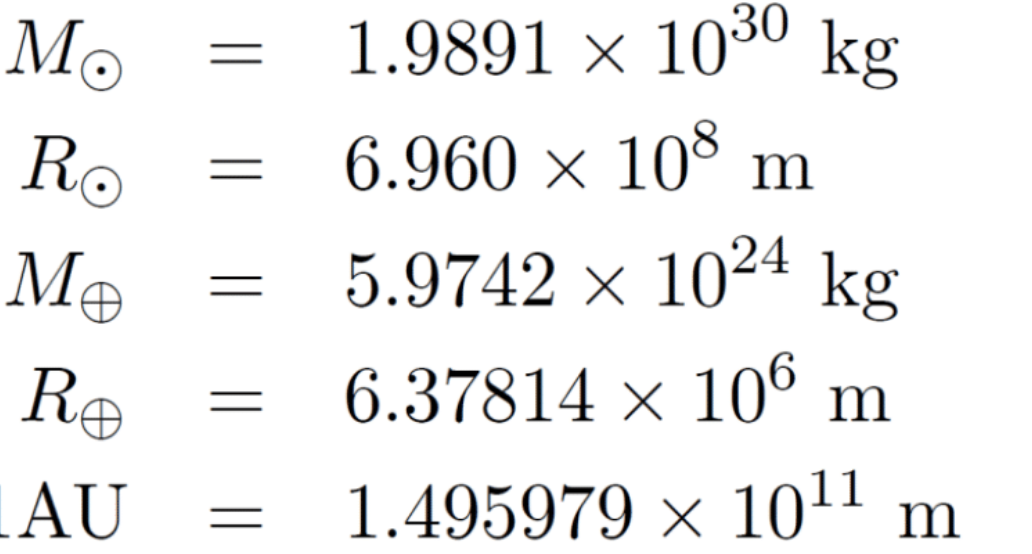 M☉ = 1.9891 × 10³⁰ kg
R☉ = 6.960 × 10⁸ m
M⊕ = 5.9742 × 10²⁴ kg
R⊕ = 6.37814 × 10⁶ m
1AU = 1.495979 × 10¹¹ m